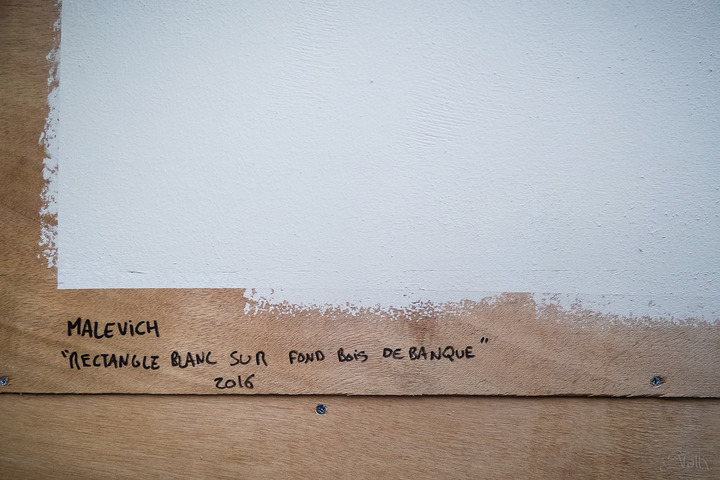 MALEViCH
"RECTANGLE BLANC SUR FOND BOiS DE BANQUE"
2016